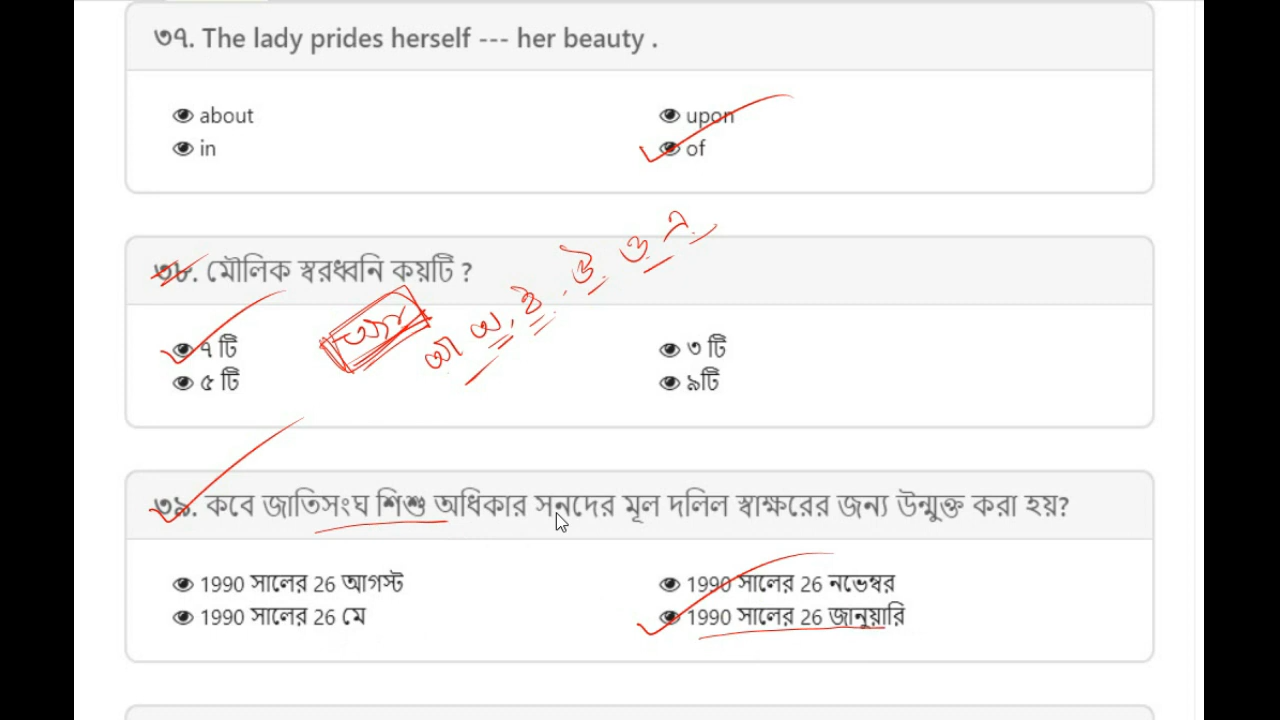 ৩৭. The lady prides herself --- her beauty .
about
upon
in
of
৩৮. মৌলিক স্বরধ্বনি কয়টি ?
৭ টি
৩ টি
৫ টি
৯টি
আ অ, ই . উ. ও. এ.
৩৯. কবে জাতিসংঘ শিশু অধিকার সনদের মূল দলিল স্বাক্ষরের জন্য উন্মুক্ত করা হয়?
1990 সালের 26 আগস্ট
1990 সালের 26 নভেম্বর
1990 সালের 26 মে
1990 সালের 26 জানুয়ারি